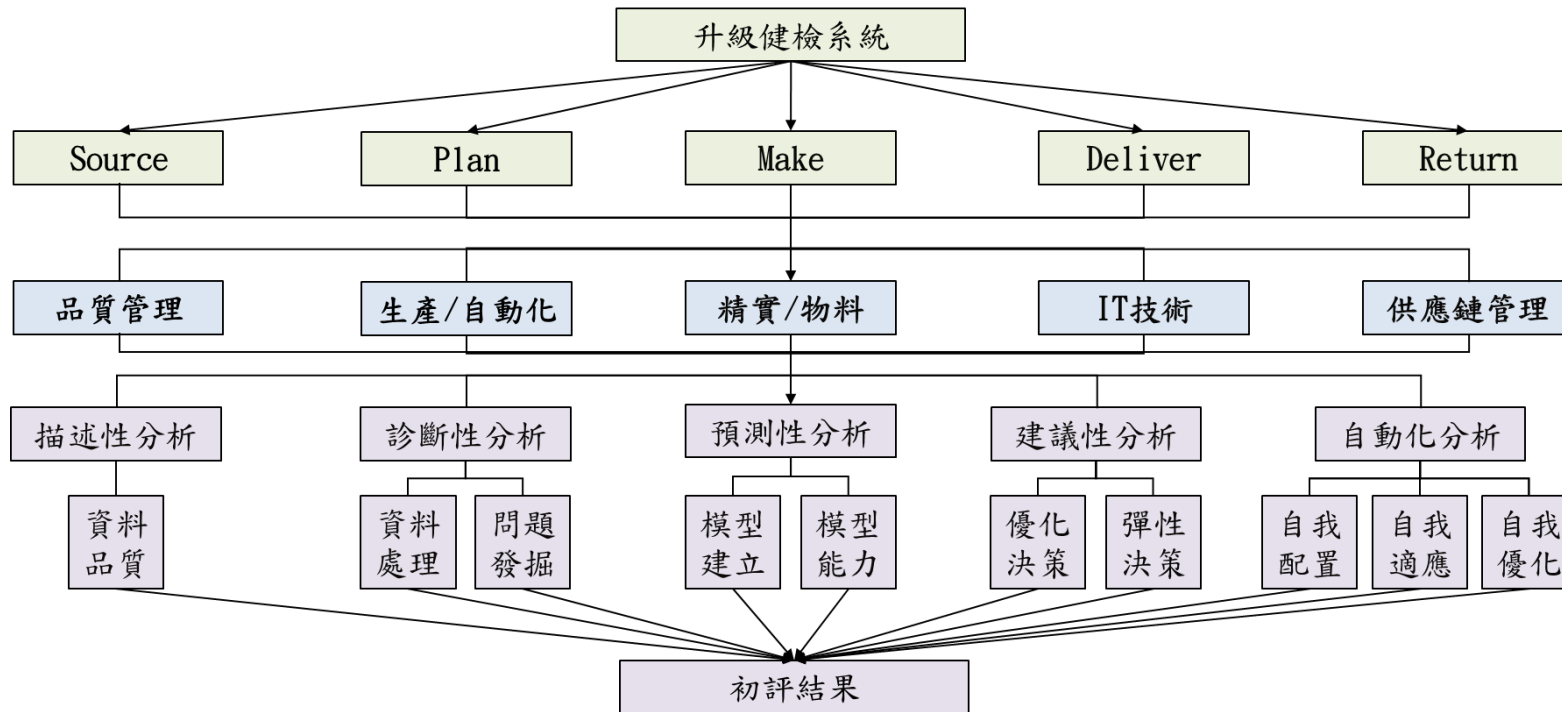 升級健檢系統
Source
Plan
Make
Deliver
Return
品質管理
生產/自動化
精實/物料
IT技術
供應鏈管理
描述性分析
診斷性分析
預測性分析
建議性分析
自動化分析
資料
品質
資料
處理
問題
發掘
模型
建立
模型
能力
優化
決策
彈性
決策
自我
配置
自我
適應
自我
優化
初評結果